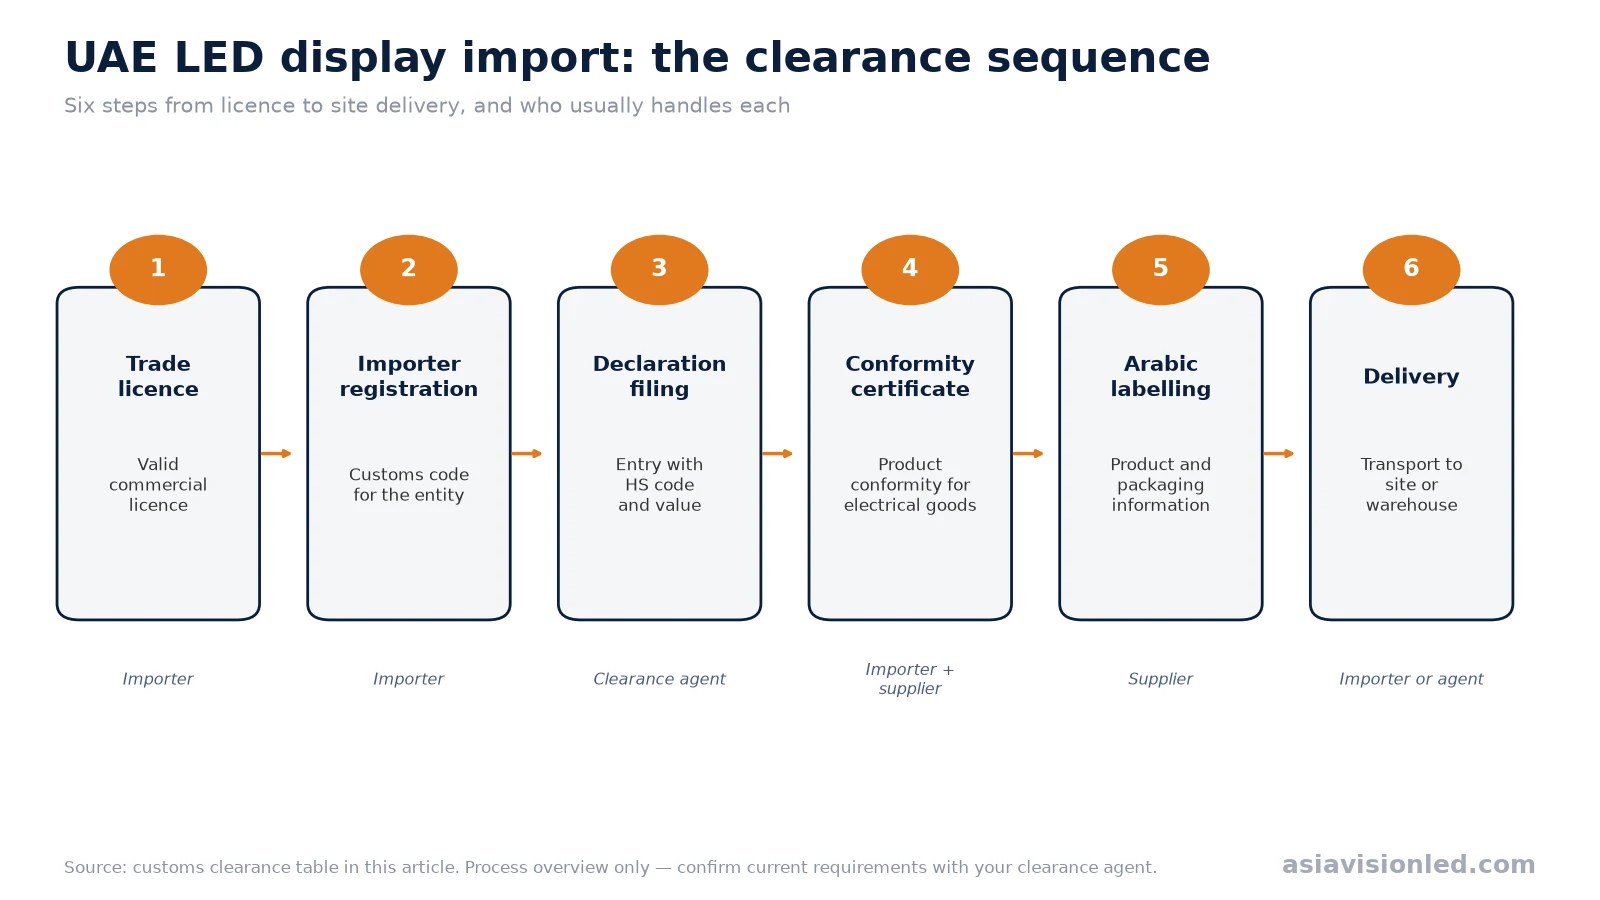 UAE LED display import: the clearance sequence
Six steps from licence to site delivery, and who usually handles each
1
Trade
licence
Valid
commercial
licence
Importer
2
Importer
registration
Customs code
for the entity
Importer
3
Declaration
filing
Entry with
HS code
and value
Clearance agent
4
Conformity
certificate
Product
conformity for
electrical goods
Importer +
supplier
5
Arabic
labelling
Product and
packaging
information
Supplier
6
Delivery
Transport to
site or
warehouse
Importer or agent
Source: customs clearance table in this article. Process overview only — confirm current requirements with your clearance agent.
asiavisionled.com